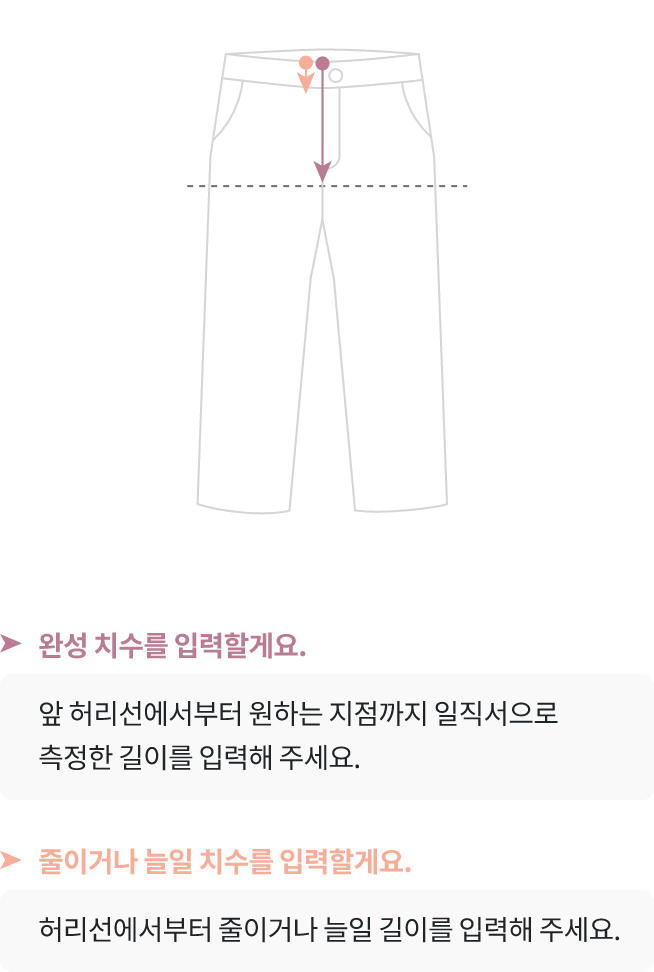 완성 치수를 입력할게요.
앞 허리선에서부터 원하는 지점까지 일직서으로
측정한 길이를 입력해 주세요.
줄이거나 늘일 치수를 입력할게요.
허리선에서부터 줄이거나 늘일 길이를 입력해 주세요.